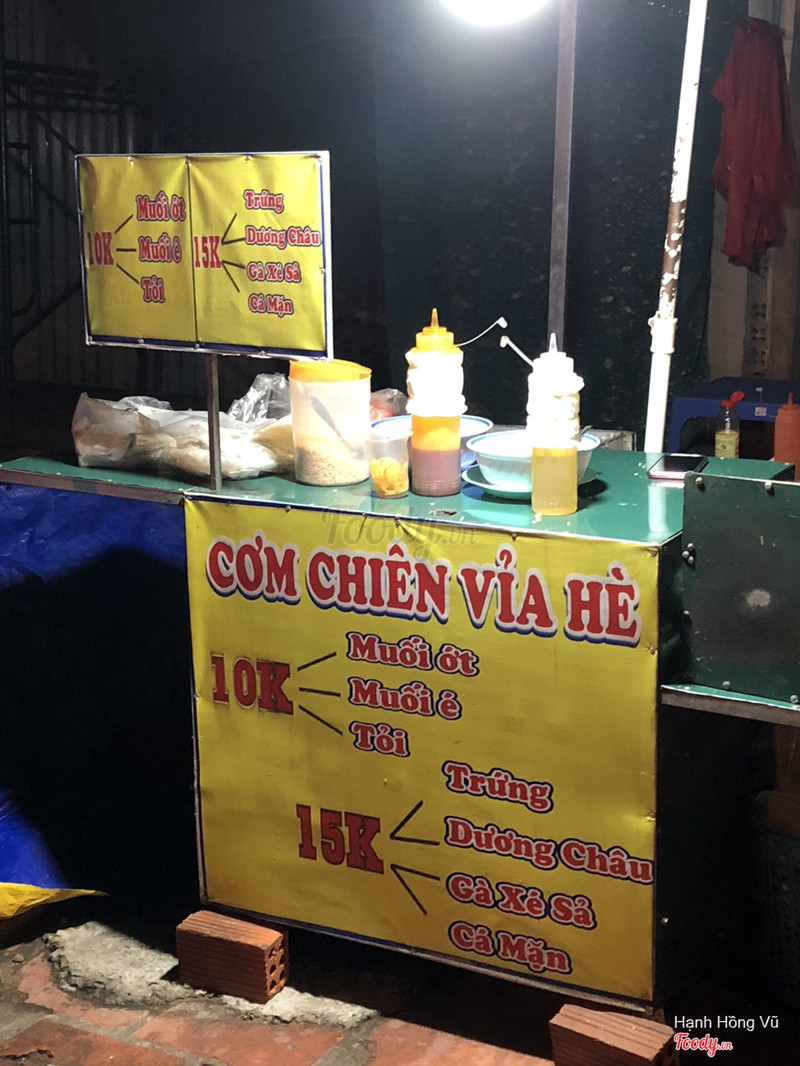 10K
Muối ớt
Muối é
Tỏi
15K
Trứng
Dương Châu
Gà Xé Sả
Cá Mặn
Foody.vn
CƠM CHIÊN VỈA HÈ
10K
Muối ớt
Muối é
Tỏi
15K
Trứng
Dương Châu
Gà Xé Sả
Cá Mặn
Hạnh Hồng Vũ
Foody.vn